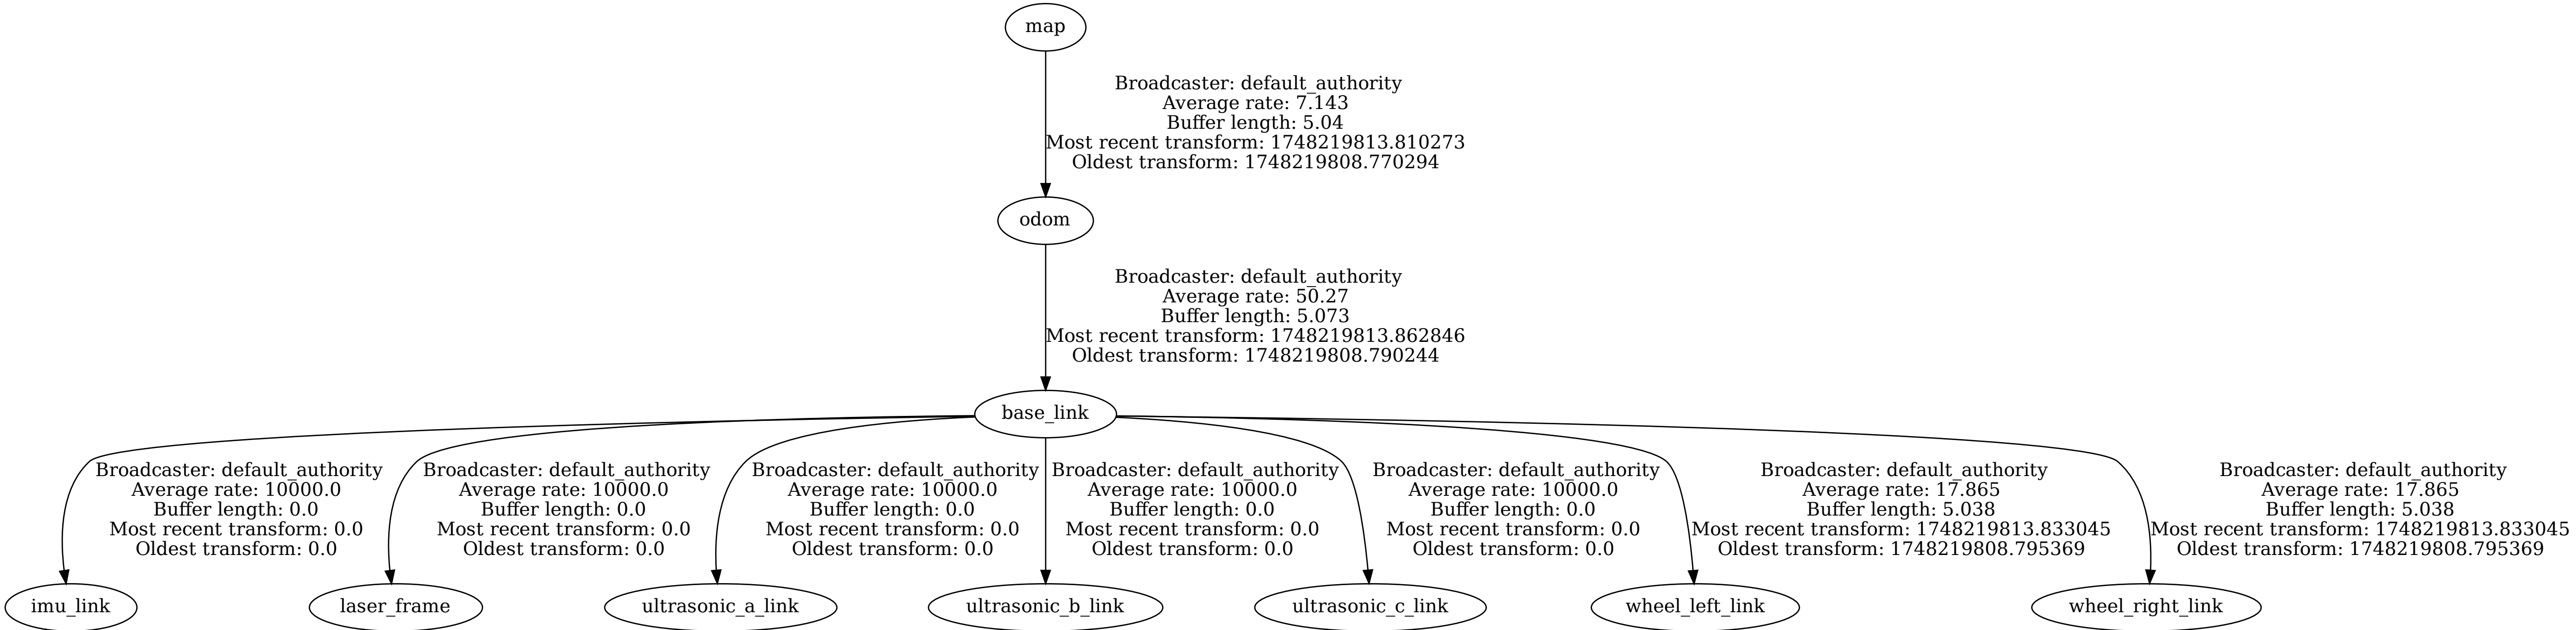 map
Broadcaster: default_authority
Average rate: 7.143
Buffer length: 5.04
Most recent transform: 1748219813.810273
Oldest transform: 1748219808.770294
odom
Broadcaster: default_authority
Average rate: 50.27
Buffer length: 5.073
Most recent transform: 1748219813.862846
Oldest transform: 1748219808.790244
base_link
Broadcaster: default_authority
Average rate: 10000.0
Buffer length: 0.0
Most recent transform: 0.0
Oldest transform: 0.0
Broadcaster: default_authority
Average rate: 10000.0
Buffer length: 0.0
Most recent transform: 0.0
Oldest transform: 0.0
Broadcaster: default_authority
Average rate: 10000.0
Buffer length: 0.0
Most recent transform: 0.0
Oldest transform: 0.0
Broadcaster: default_authority
Average rate: 10000.0
Buffer length: 0.0
Most recent transform: 0.0
Oldest transform: 0.0
Broadcaster: default_authority
Average rate: 10000.0
Buffer length: 0.0
Most recent transform: 0.0
Oldest transform: 0.0
Broadcaster: default_authority
Average rate: 17.865
Buffer length: 5.038
Most recent transform: 1748219813.833045
Oldest transform: 1748219808.795369
Broadcaster: default_authority
Average rate: 17.865
Buffer length: 5.038
Most recent transform: 1748219813.833045
Oldest transform: 1748219808.795369
imu_link
laser_frame
ultrasonic_a_link
ultrasonic_b_link
ultrasonic_c_link
wheel_left_link
wheel_right_link